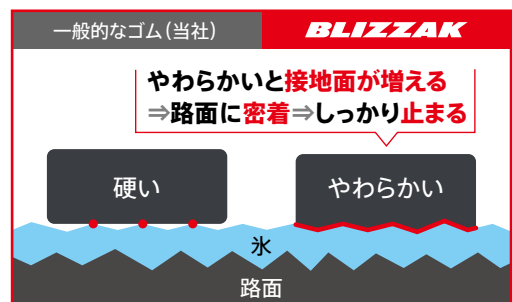 一般的なゴム(当社)
BLIZZAK
やわらかいと接地面が増える
⇒路面に密着⇒しっかり止まる
硬い
やわらかい
氷
路面